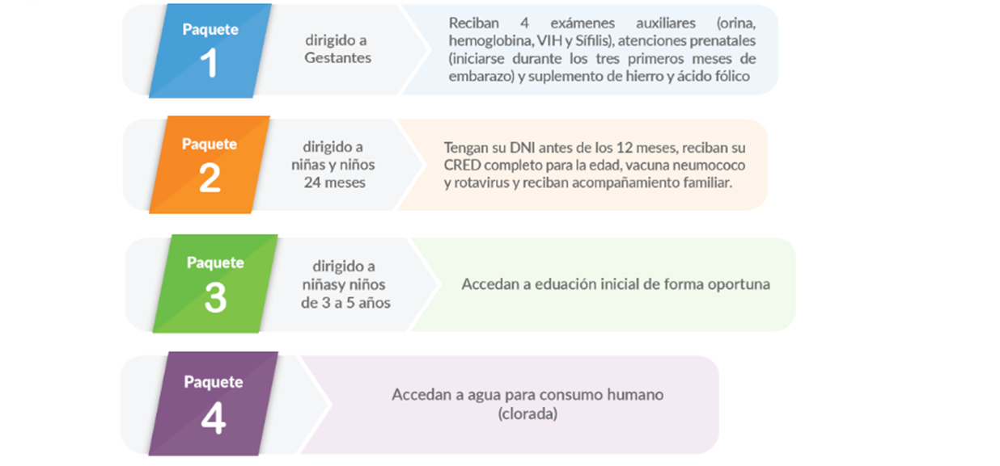 Paquete
1
dirigido a
Gestantes
Reciban 4 exámenes auxiliares (orina,
hemoglobina, VIH y Sífilis), atenciones prenatales
(iniciarse durante los tres primeros meses de
embarazo) y suplemento de hierro y ácido fólico
Paquete
2
dirigido a
niñas y niños
24 meses
Tengan su DNI antes de los 12 meses, reciban su
CRED completo para la edad, vacuna neumococo
y rotavirus y reciban acompañamiento familiar.
Paquete
3
dirigido a
niñasy niños
de 3 a 5 años
Accedan a eduación inicial de forma oportuna
Paquete
4
Accedan a agua para consumo humano
(clorada)